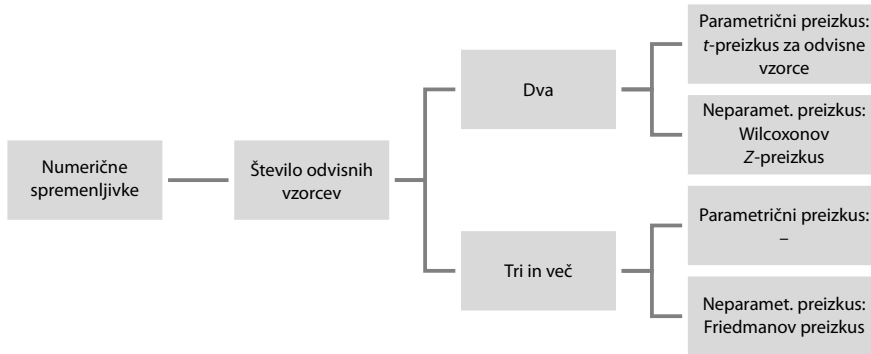 Numerične
spremenljivke
Število odvisnih
vzorcev
Dva
Parametrični preizkus:
t-preizkus za odvisne
vzorce
Neparamet. preizkus:
Wilcoxonov
Z-preizkus
Tri in več
Parametrični preizkus:
–
Neparamet. preizkus:
Friedmanov preizkus